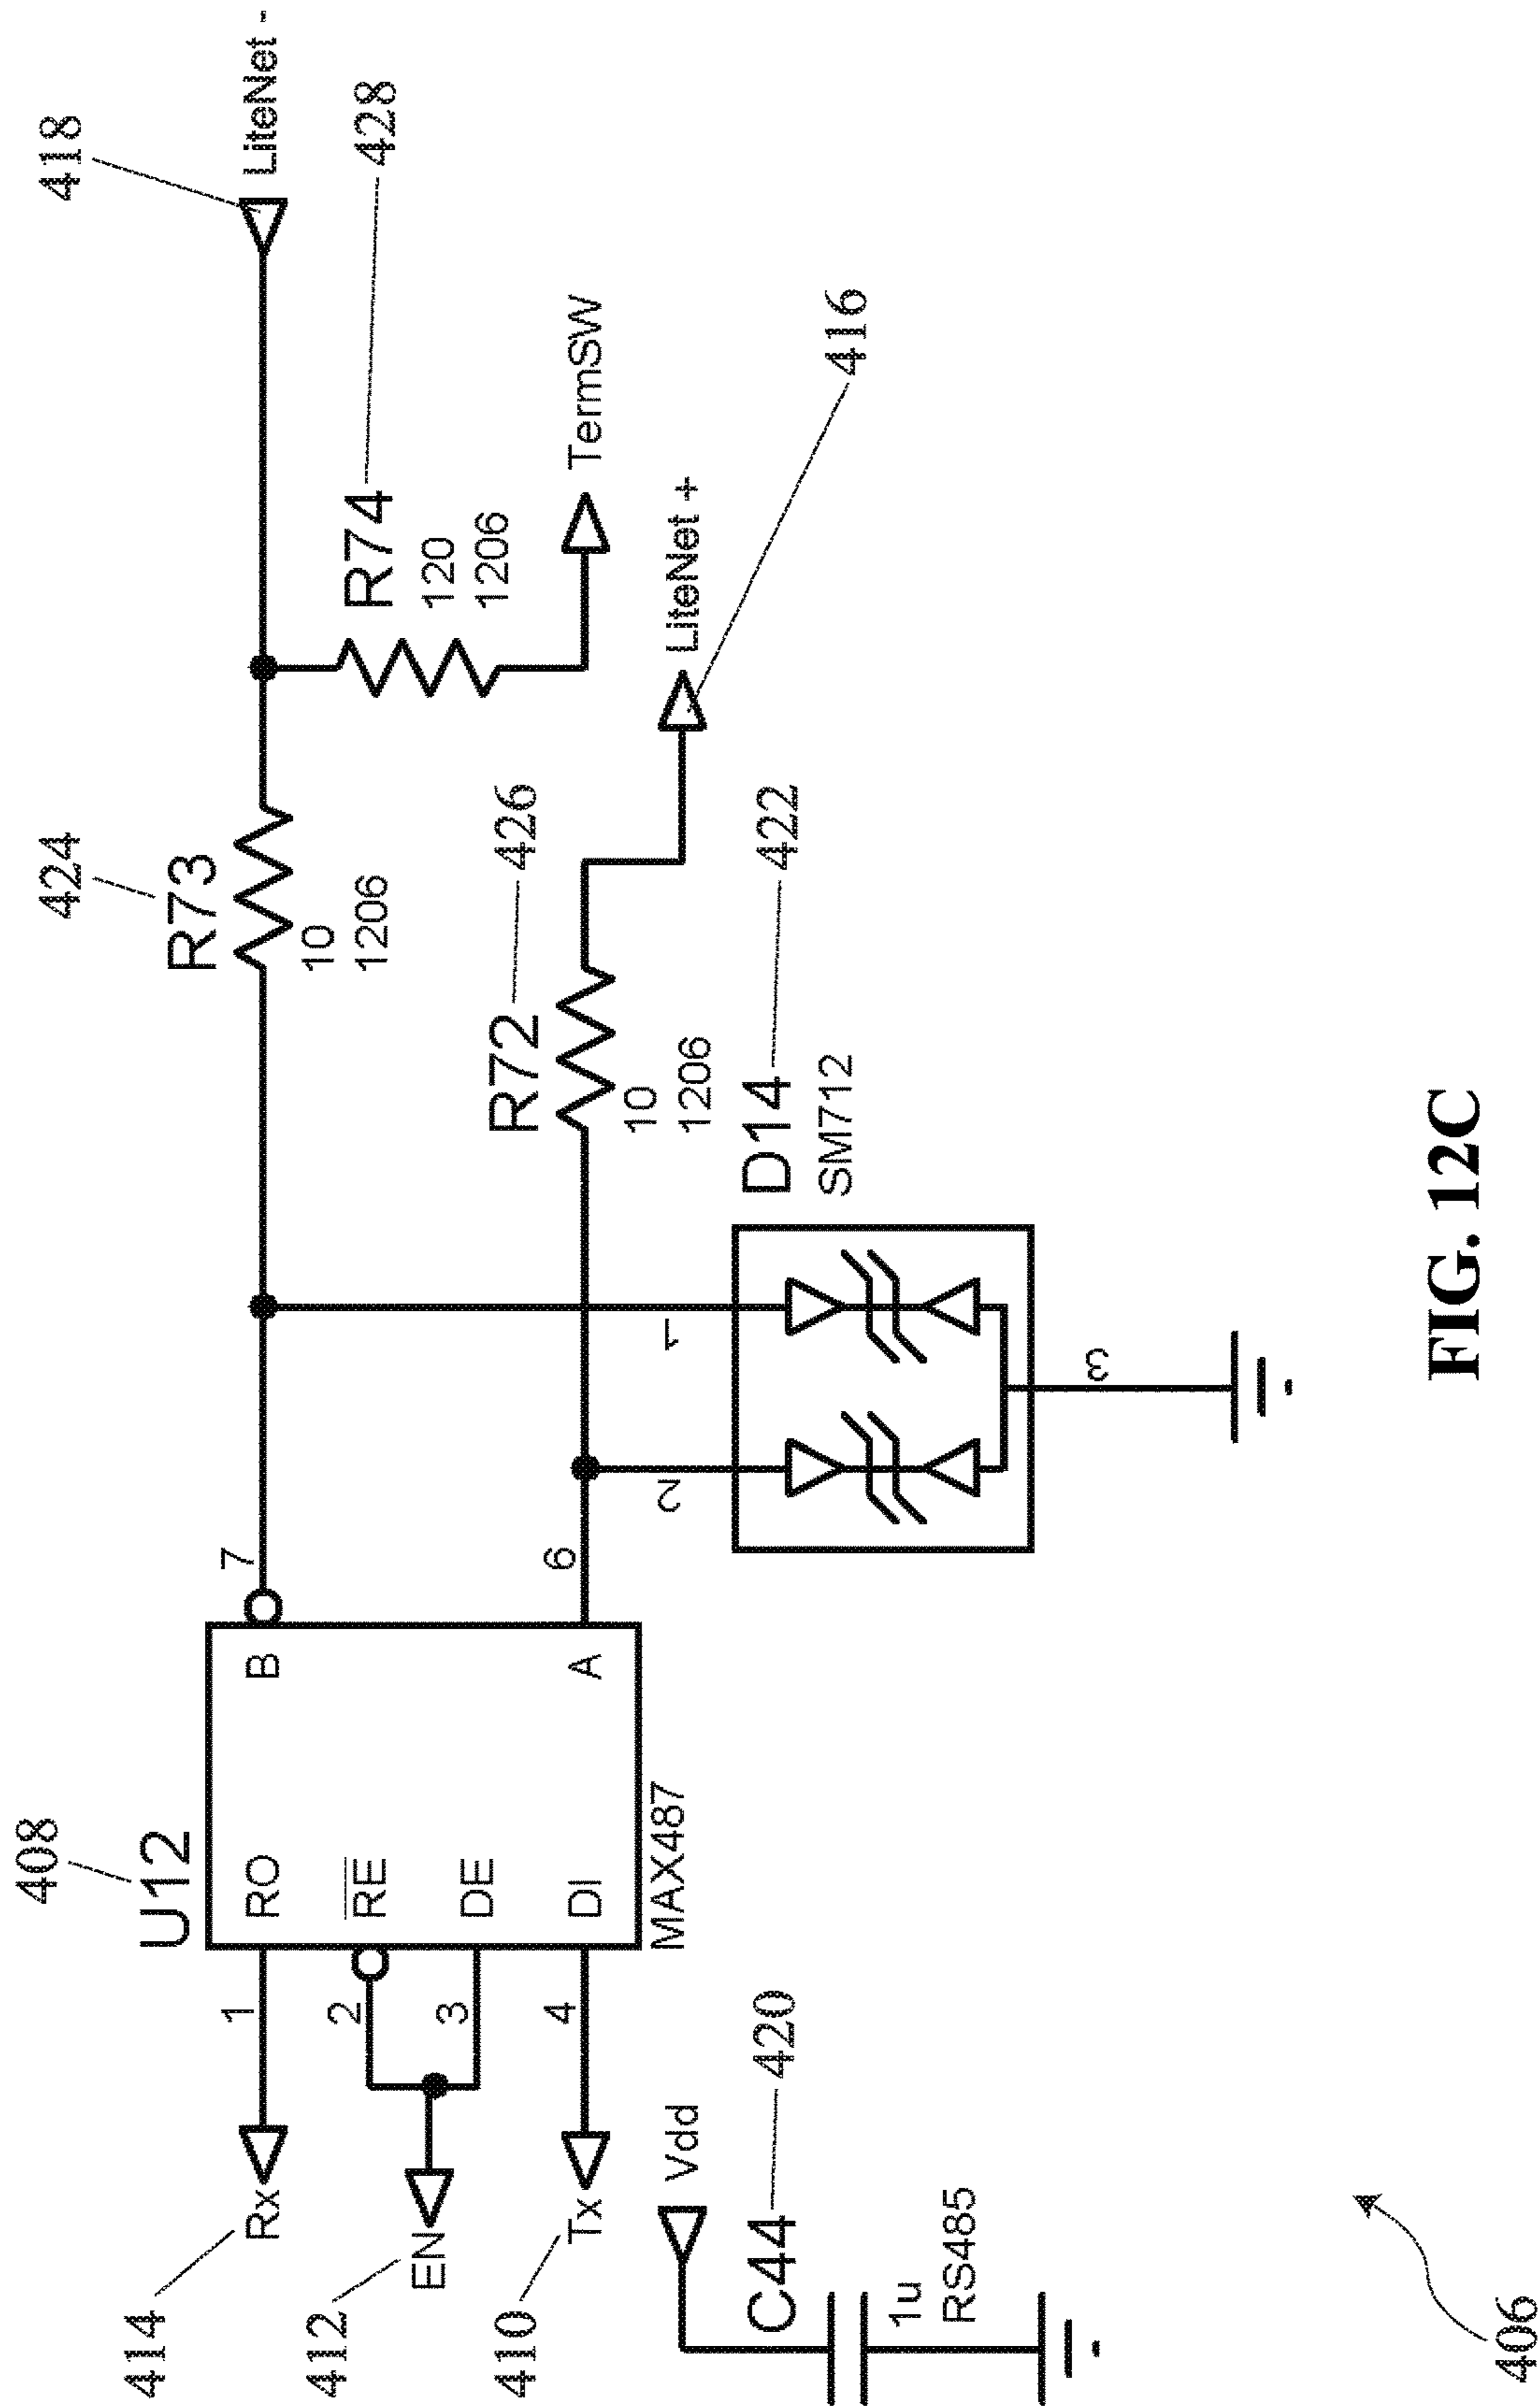 414
Rx
412
EN
410
Tx
1
2
3
4
408
U12
RO
RE
DE
DI
B
A
MAX487
7
6
424
R73
10
1206
418
LiteNet -
R74
428
120
1206
TermSW
R72
426
10
1206
LiteNet +
416
D14
422
SM712
1
2
3
Vdd
C44
420
1u
RS485
406
FIG. 12C